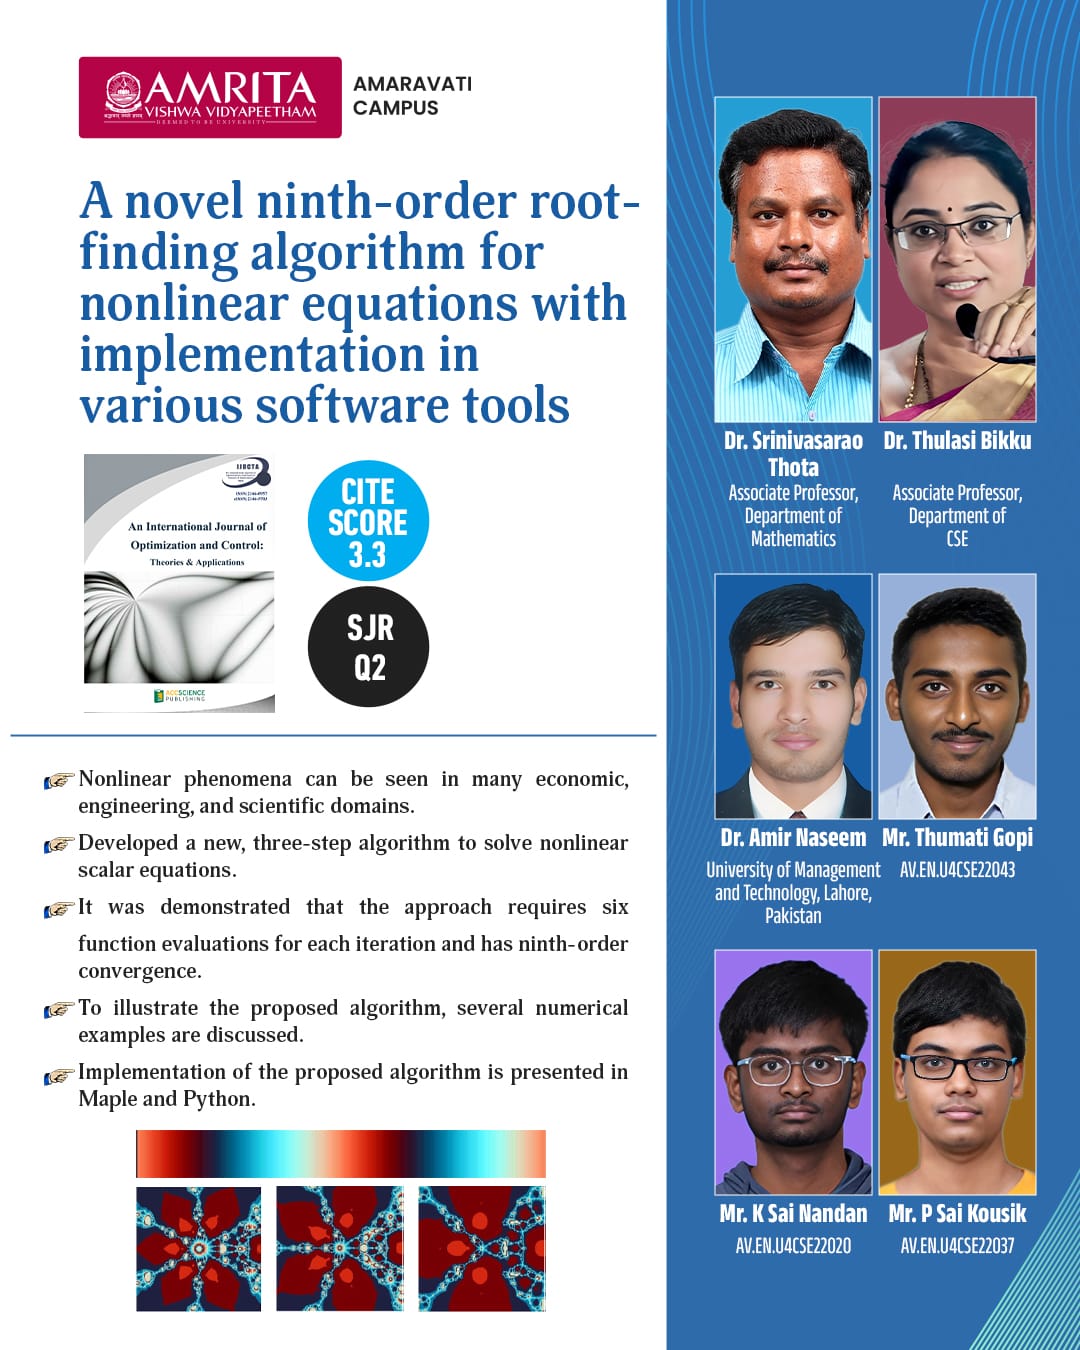 AMRITA
VISHWA VIDYAPEETHAM
DEEMED TO BE UNIVERSITY
AMARAVATI
CAMPUS
A novel ninth-order root-
finding algorithm for
nonlinear equations with
implementation in
various software tools
IJOCTA
An International Journal of
Optimization and Control:
Theories & Applications
ACCSCIENCE
PUBLISHING
CITE
SCORE
3.3
SJR
Q2
Nonlinear phenomena can be seen in many economic,
engineering, and scientific domains.
Developed a new, three-step algorithm to solve nonlinear
scalar equations.
It was demonstrated that the approach requires six
function evaluations for each iteration and has ninth-order
convergence.
To illustrate the proposed algorithm, several numerical
examples are discussed.
Implementation of the proposed algorithm is presented in
Maple and Python.
Dr. Srinivasarao
Thota
Associate Professor,
Department of
Mathematics
Dr. Thulasi Bikku
Associate Professor,
Department of
CSE
Dr. Amir Naseem
University of Management
and Technology, Lahore,
Pakistan
Mr. Thumati Gopi
AV.EN.U4CSE22043
Mr. K Sai Nandan
AV.EN.U4CSE22020
Mr. P Sai Kousik
AV.EN.U4CSE22037